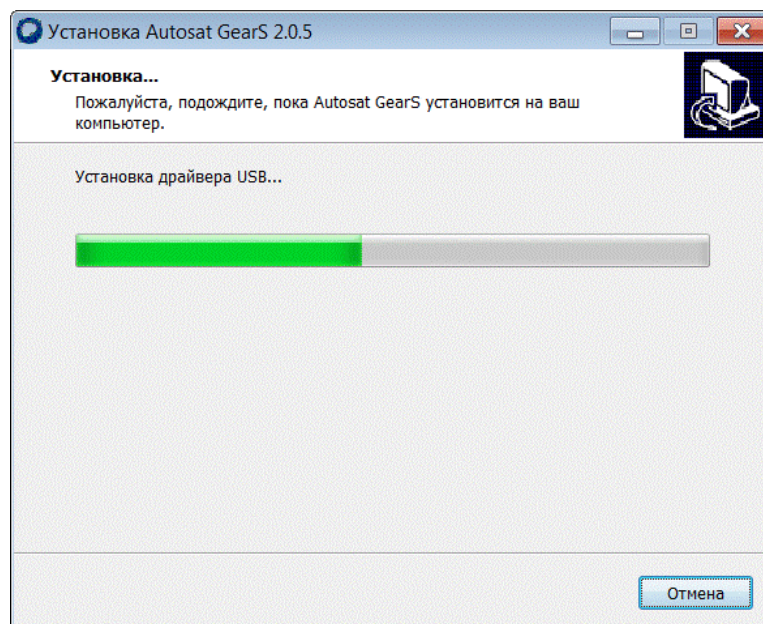 Установка Autosat GearS 2.0.5
Установка...
Пожалуйста, подождите, пока Autosat GearS установится на ваш
компьютер.
Установка драйвера USB...
Отмена